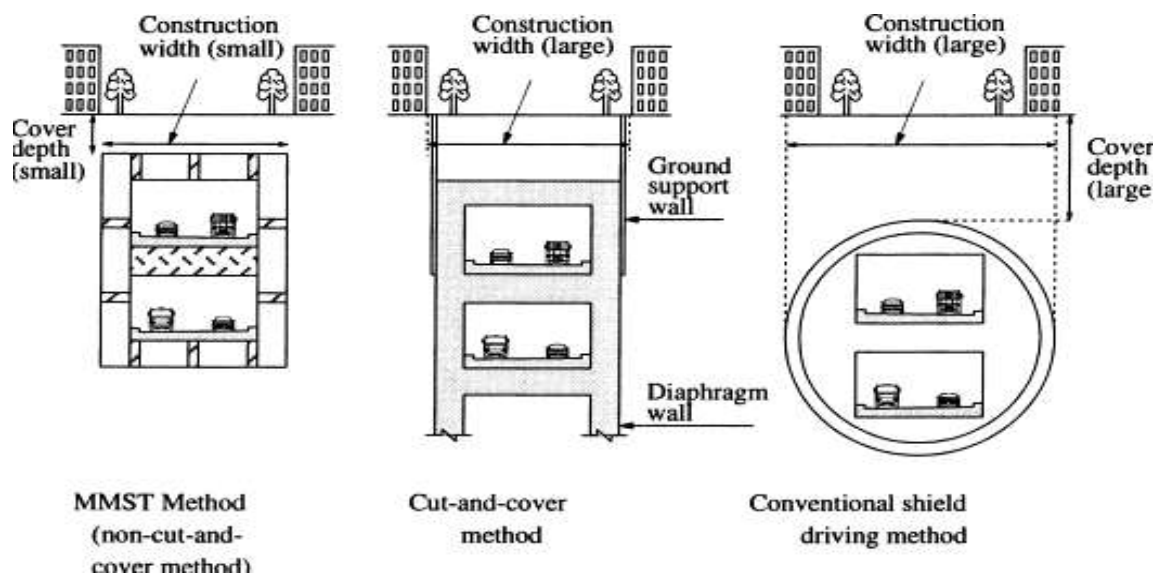 Construction
width (small)
Cover
depth
(small)
MMST Method
(non-cut-and-
cover method)
Construction
width (large)
Ground
support
wall
Diaphragm
wall
Cut-and-cover
method
Construction
width (large)
Cover
depth
(large
Conventional shield
driving method